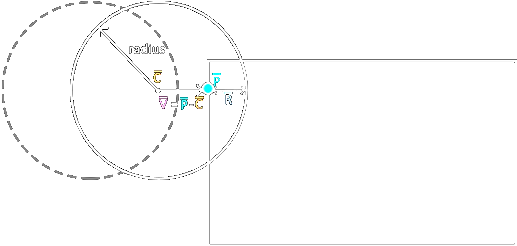 radius
C̅
P̅
V̅=P̅-C̅
R